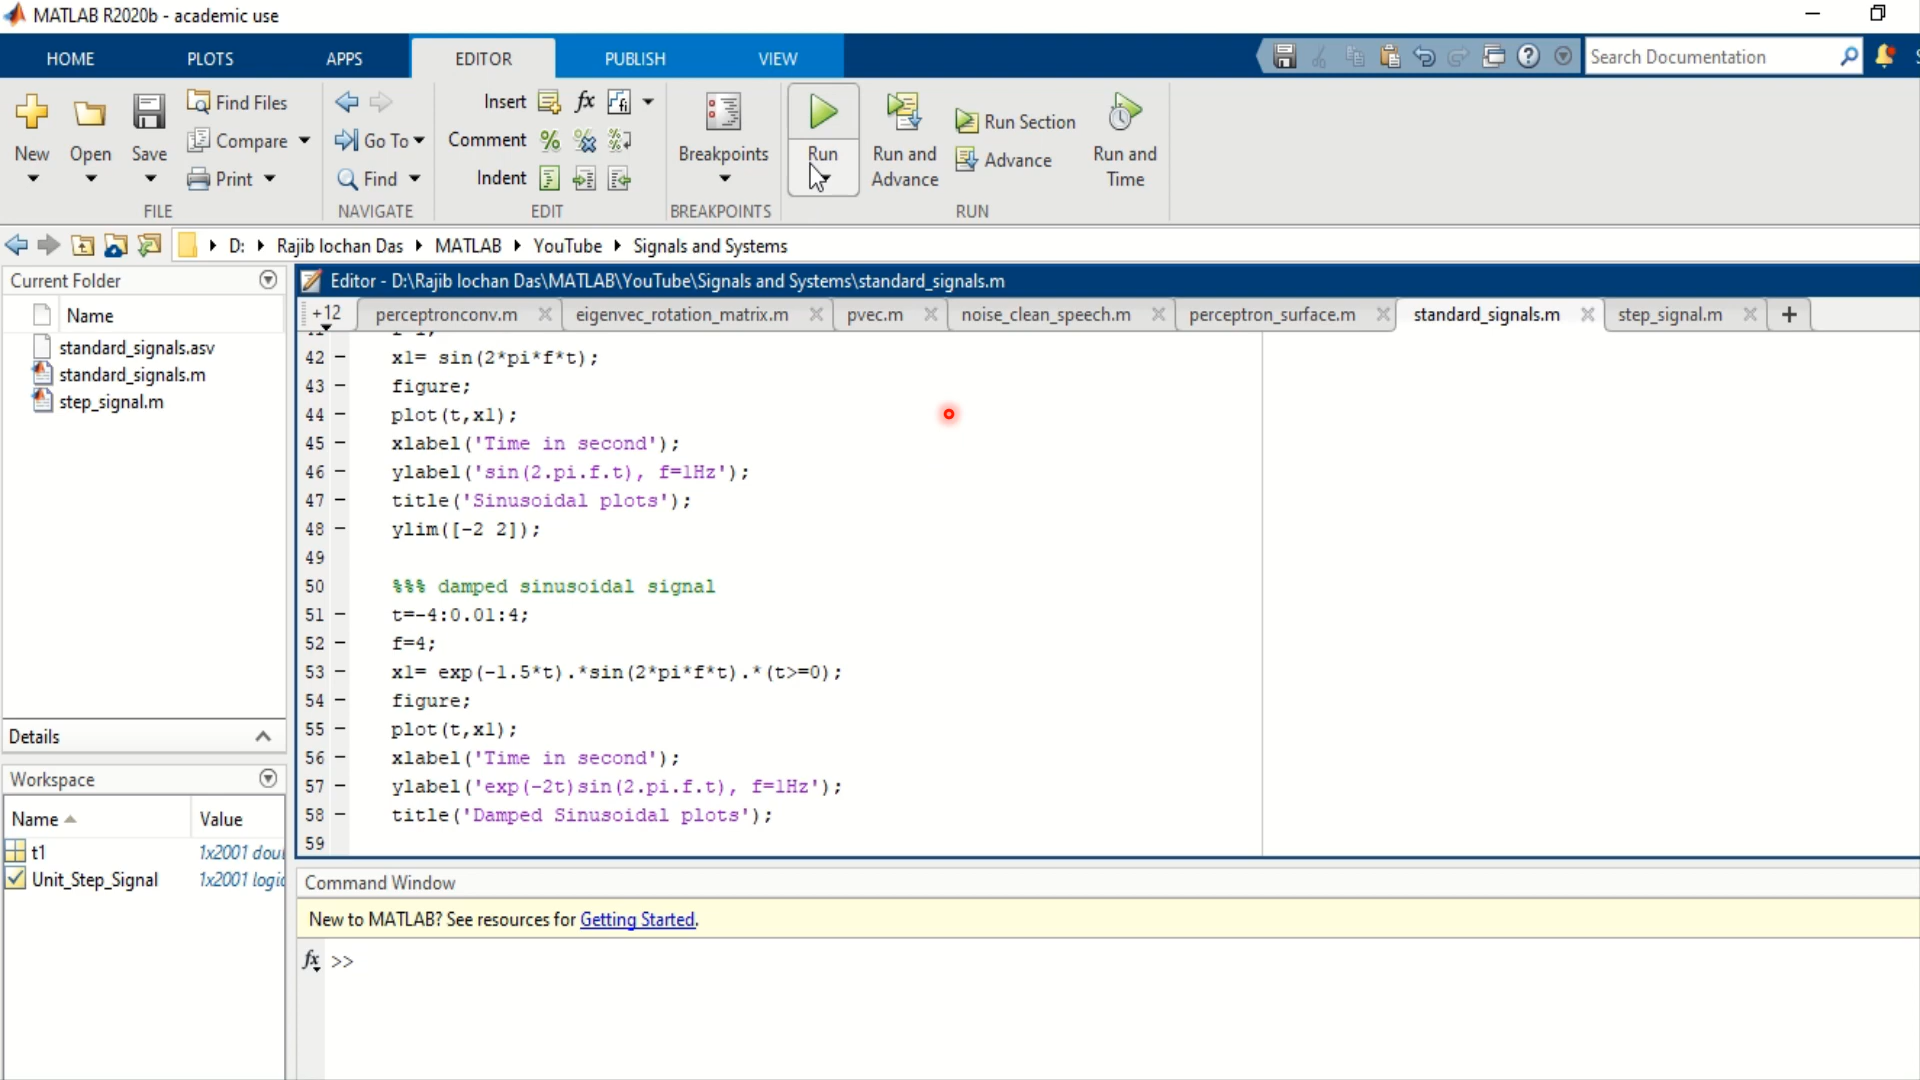 MATLAB R2020b - academic use
HOME PLOTS APPS EDITOR PUBLISH VIEW
Search Documentation
New Open Save
Find Files
Compare
Print
FILE
Go To
Find
NAVIGATE
Insert fx
Comment
Indent
EDIT
Breakpoints
BREAKPOINTS
Run
Run and
Advance
Run Section
Advance
Run and
Time
RUN
D: Rajib lochan Das MATLAB YouTube Signals and Systems
Current Folder
Name
standard_signals.asv
standard_signals.m
step_signal.m
Details
Workspace
Name Value
t1 1x2001
Unit_Step_Signal 1x2001
Editor - D:\Rajib lochan Das\MATLAB\YouTube\Signals and Systems\standard_signals.m
+12 perceptronconv.m eigenvec_rotation_matrix.m pvec.m noise_clean_speech.m perceptron_surface.m standard_signals.m step_signal.m
42 - x1= sin(2*pi*f*t);
43 - figure;
44 - plot(t,x1);
45 - xlabel('Time in second');
46 - ylabel('sin(2.pi.f.t), f=1Hz');
47 - title('Sinusoidal plots');
48 - ylim([-2 2]);
49
50 %%% damped sinusoidal signal
51 - t=-4:0.01:4;
52 - f=4;
53 - x1= exp(-1.5*t).*sin(2*pi*f*t).*(t>=0);
54 - figure;
55 - plot(t,x1);
56 - xlabel('Time in second');
57 - ylabel('exp(-2t)sin(2.pi.f.t), f=1Hz');
58 - title('Damped Sinusoidal plots');
59
Command Window
New to MATLAB? See resources for Getting Started.
fx >>